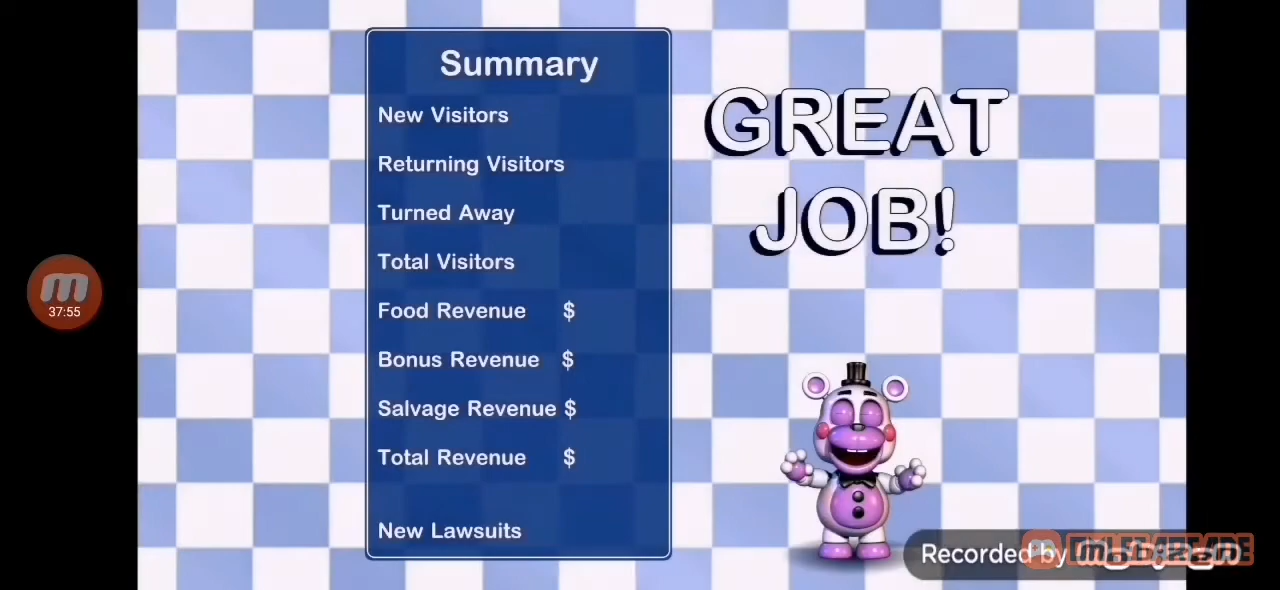 Summary
New Visitors
Returning Visitors
Turned Away
Total Visitors
Food Revenue $
Bonus Revenue $
Salvage Revenue $
Total Revenue $
New Lawsuits
GREAT
JOB!
37:55
Recorded by